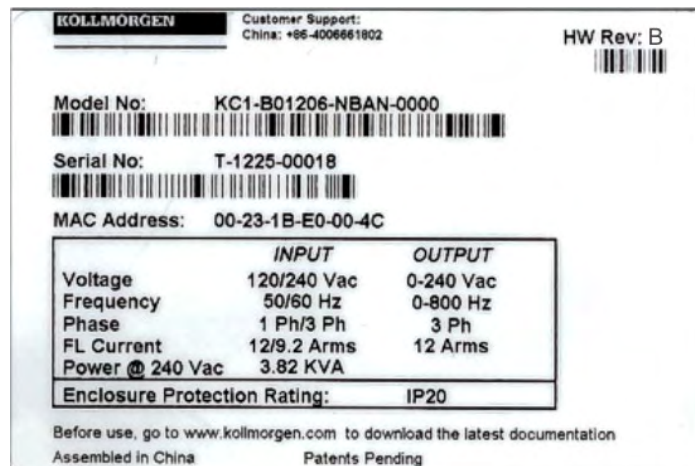 KOLLMORGEN
Customer Support:
China: +86-4006661802
HW Rev: B
Model No: KC1-B01206-NBAN-0000
Serial No: T-1225-00018
MAC Address: 00-23-1B-E0-00-4C
INPUT OUTPUT
Voltage 120/240 Vac 0-240 Vac
Frequency 50/60 Hz 0-800 Hz
Phase 1 Ph/3 Ph 3 Ph
FL Current 12/9.2 Arms 12 Arms
Power @ 240 Vac 3.82 KVA
Enclosure Protection Rating: IP20
Before use, go to www.kollmorgen.com to download the latest documentation
Assembled in China Patents Pending